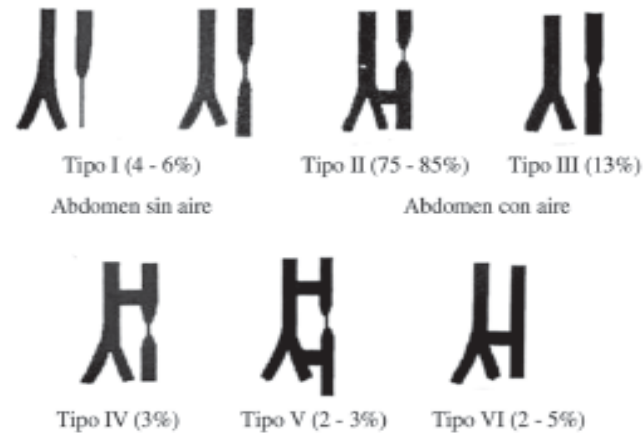 Tipo I (4 - 6%) Tipo II (75 - 85%) Tipo III (13%)
Abdomen sin aire Abdomen con aire
Tipo IV (3%) Tipo V (2 - 3%) Tipo VI (2 - 5%)